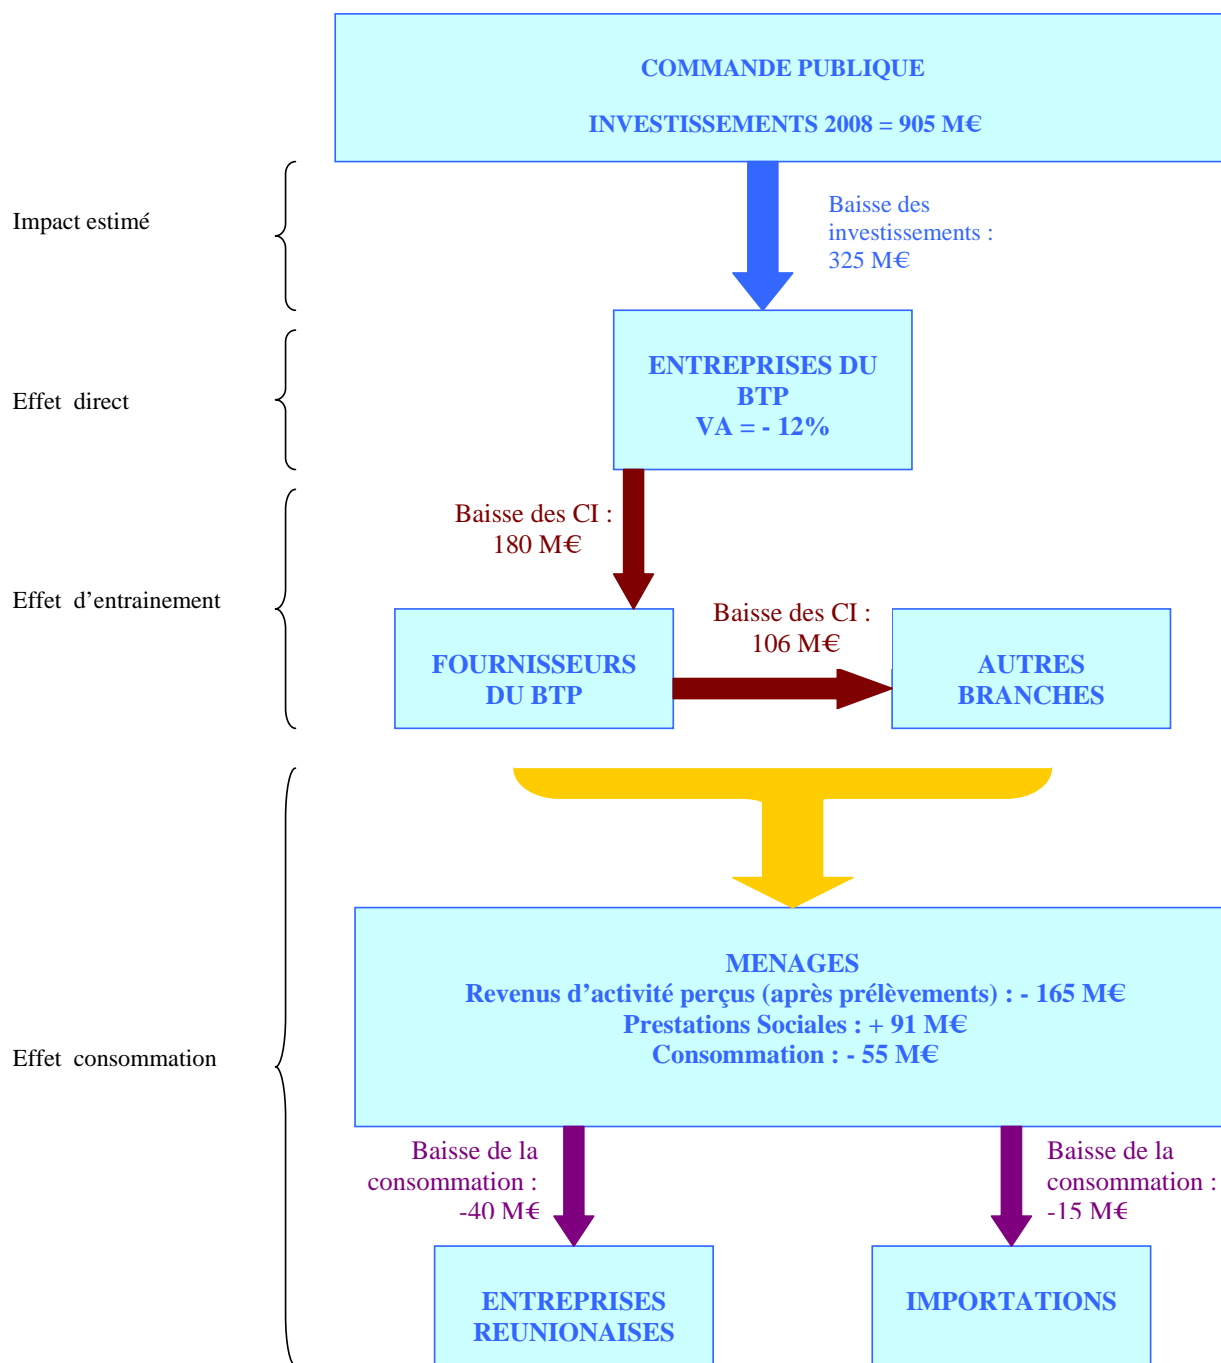 COMMANDE PUBLIQUE
INVESTISSEMENTS 2008 = 905 M€
Impact estimé
Baisse des
investissements :
325 M€
Effet direct
ENTREPRISES DU
BTP
VA = - 12%
Effet d’entrainement
Baisse des CI :
180 M€
Baisse des CI :
106 M€
FOURNISSEURS
DU BTP
AUTRES
BRANCHES
Effet consommation
MENAGES
Revenus d’activité perçus (après prélèvements) : - 165 M€
Prestations Sociales : + 91 M€
Consommation : - 55 M€
Baisse de la
consommation :
-40 M€
Baisse de la
consommation :
-15 M€
ENTREPRISES
REUNIONAISES
IMPORTATIONS